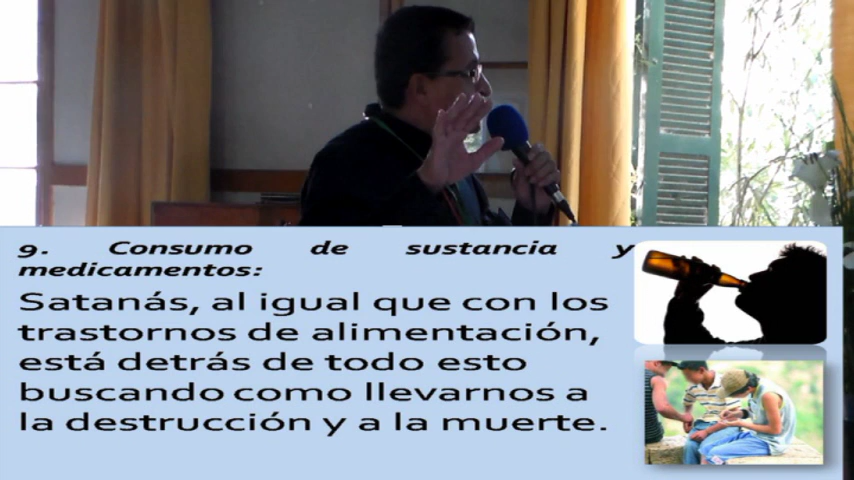 9. Consumo de sustancia y
medicamentos:
Satanás, al igual que con los
trastornos de alimentación,
está detrás de todo esto
buscando como llevarnos a
la destrucción y a la muerte.